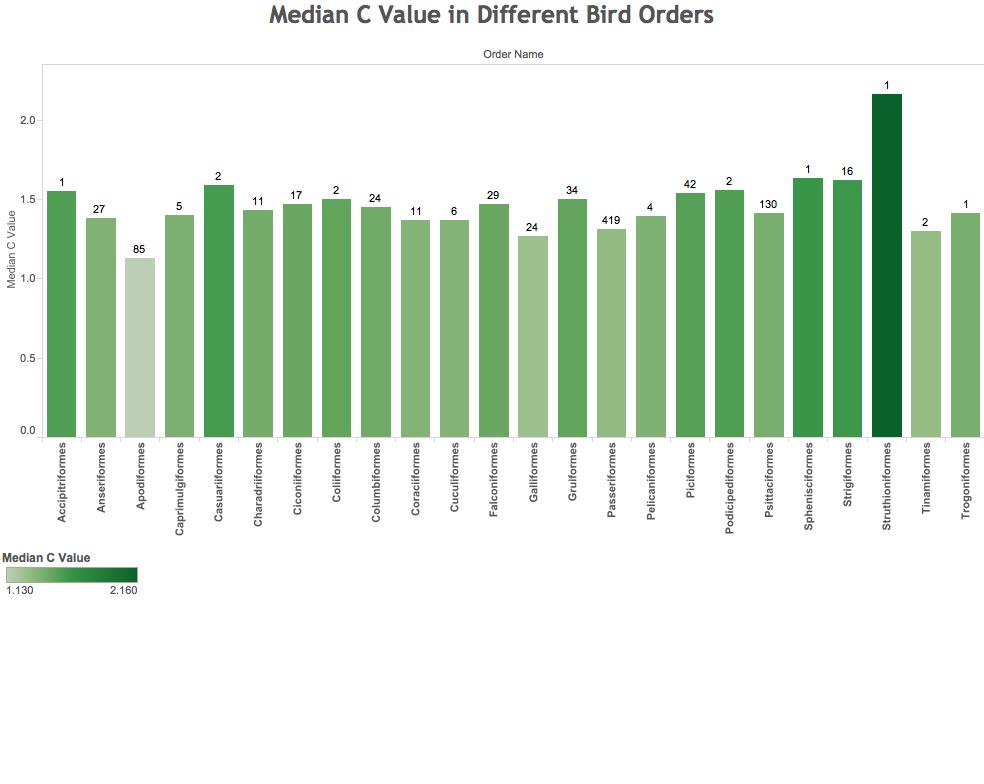 Median C Value in Different Bird Orders
Order Name
Median C Value
2.0
1.5
1.0
0.5
0.0
1
27
85
5
2
11
17
2
24
11
6
29
24
34
419
4
42
2
130
1
16
1
2
1
Accipitriformes
Anseriformes
Apodiformes
Caprimulgiformes
Casuariiformes
Charadriiformes
Ciconiiformes
Coliiformes
Columbiformes
Coraciiformes
Cuculiformes
Falconiformes
Galliformes
Gruiformes
Passeriformes
Pelicaniformes
Piciformes
Podicipediformes
Psittaciformes
Sphenisciformes
Strigiformes
Struthioniformes
Tinamiformes
Trogoniformes
Median C Value
1.130 2.160